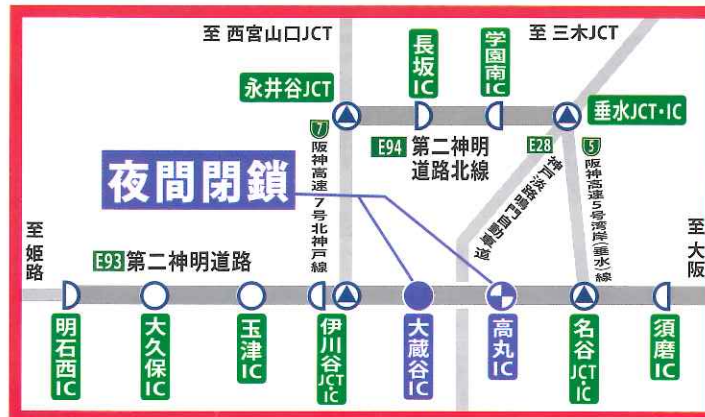 至 西宮山口JCT
長坂IC
学園南IC
至 三木JCT
永井谷JCT
垂水JCT・IC
7
阪神高速7号北神戸線
E94 第二神明
道路北線
E28
神戸淡路鳴門自動車道
5
阪神高速5号湾岸(垂水)線
夜間閉鎖
至 姫路
E93 第二神明道路
至 大阪
明石西IC
大久保IC
玉津IC
伊川谷JCT・IC
大蔵谷IC
高丸IC
名谷JCT・IC
須磨IC